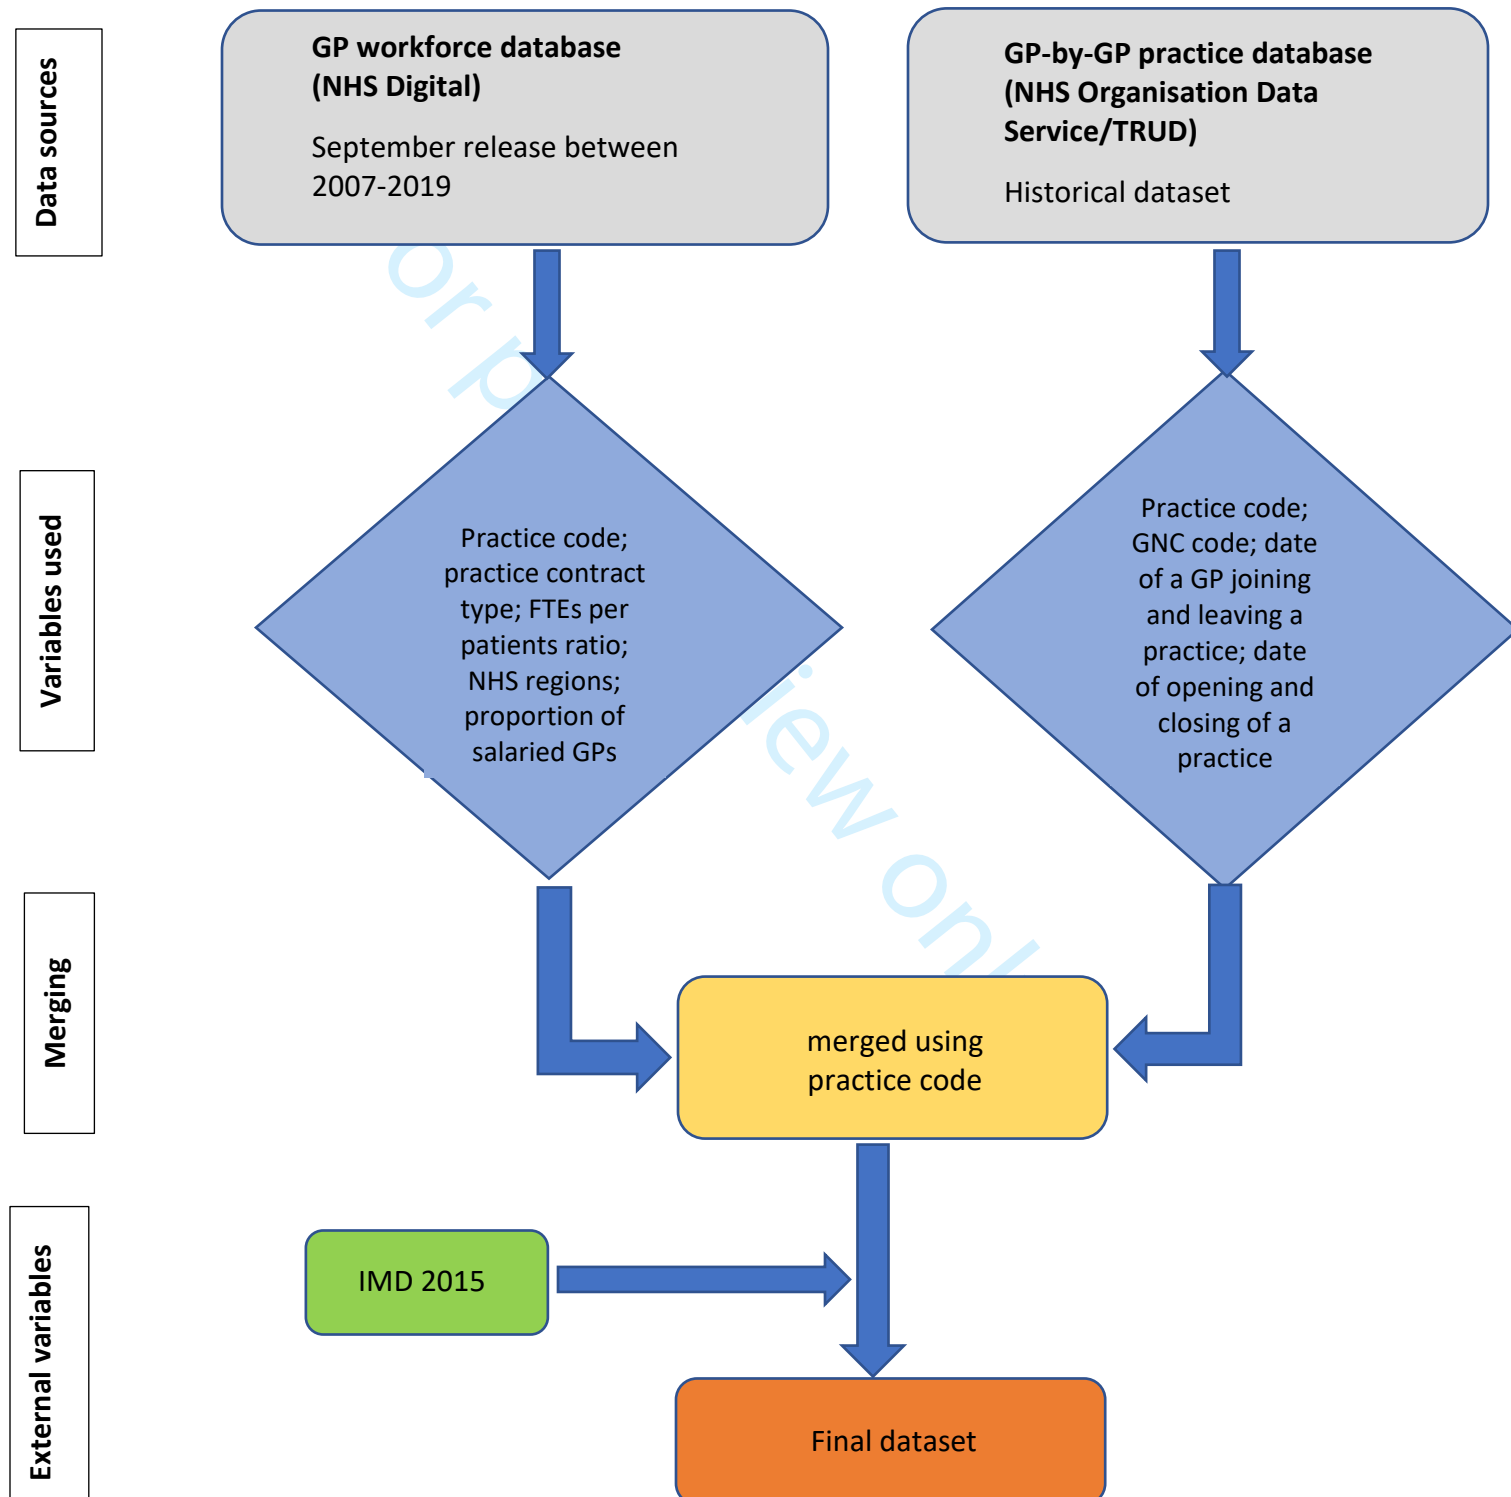 Data sources
GP workforce database
(NHS Digital)
September release between
2007-2019
GP-by-GP practice database
(NHS Organisation Data
Service/TRUD)
Historical dataset
Variables used
Practice code;
practice contract
type; FTEs per
patients ratio;
NHS regions;
proportion of
salaried GPs
Practice code;
GNC code; date
of a GP joining
and leaving a
practice; date
of opening and
closing of a
practice
Merging
merged using
practice code
External variables
IMD 2015
Final dataset